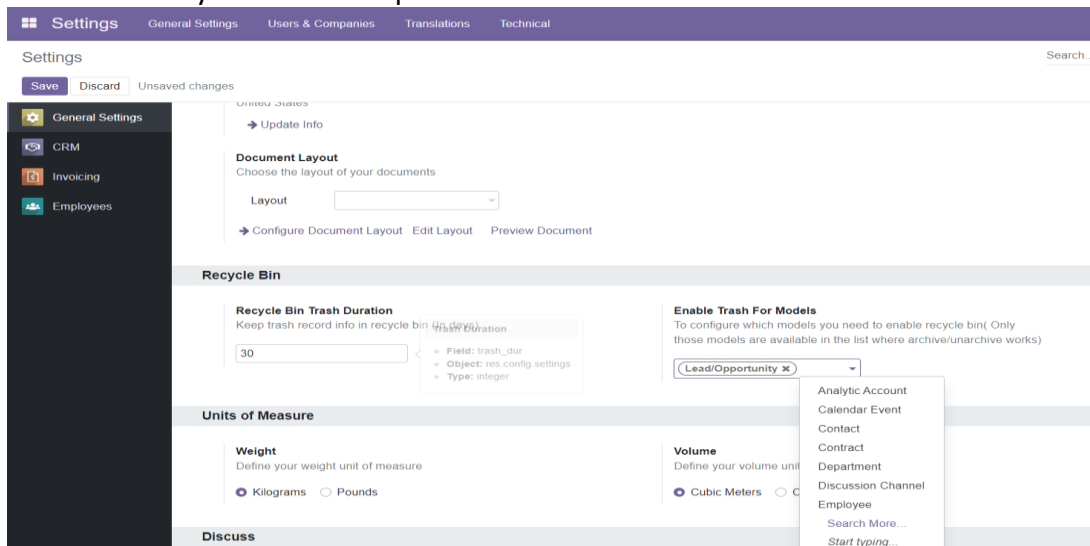 Settings General Settings Users & Companies Translations Technical
Settings
Search...
Save Discard Unsaved changes
General Settings
CRM
Invoicing
Employees
United States
Update Info
Document Layout
Choose the layout of your documents
Layout
Configure Document Layout Edit Layout Preview Document
Recycle Bin
Recycle Bin Trash Duration
Keep trash record info in recycle bin (in days)
30
Trash Duration
Field: trash_dur
Object: res.config.settings
Type: integer
Enable Trash For Models
To configure which models you need to enable recycle bin( Only
those models are available in the list where archive/unarchive works)
Lead/Opportunity ×
Analytic Account
Calendar Event
Contact
Contract
Department
Discussion Channel
Employee
Search More...
Start typing...
Units of Measure
Weight
Define your weight unit of measure
Kilograms Pounds
Volume
Define your volume unit
Cubic Meters
Discuss